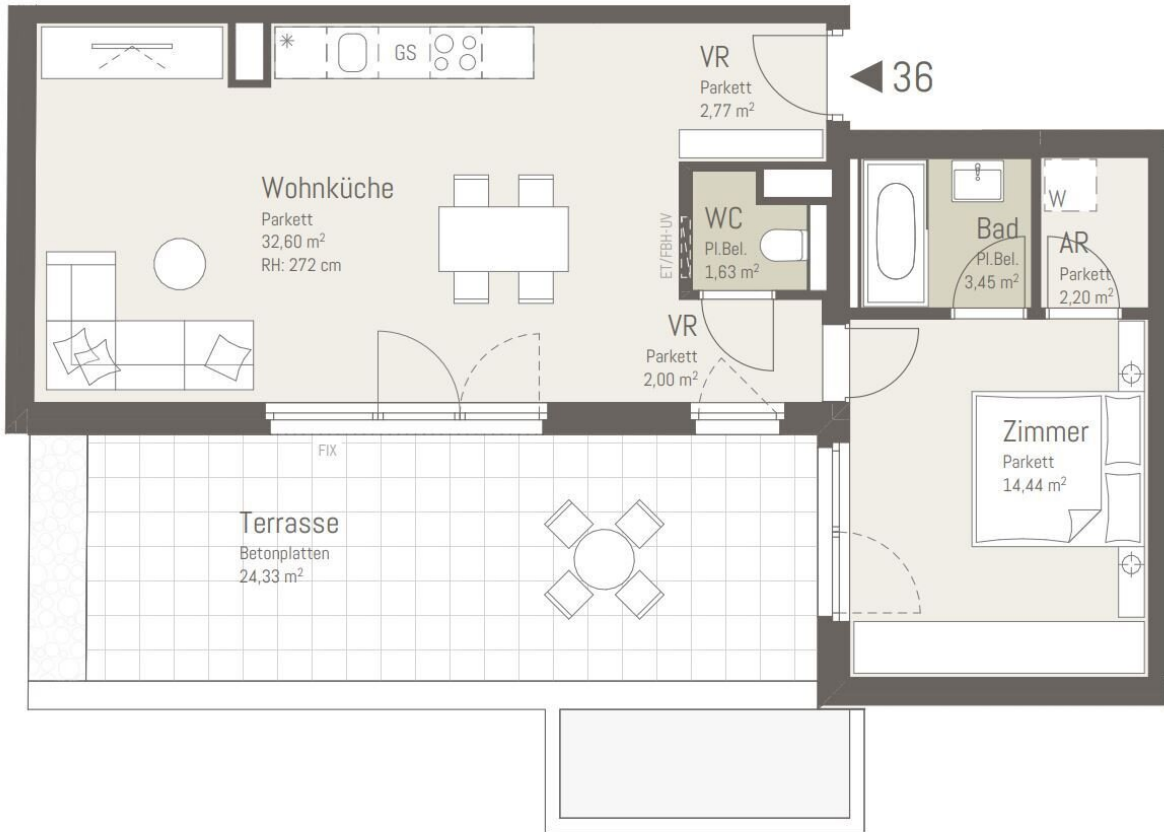 GS
VR
Parkett
2,77 m²
36
Wohnküche
Parkett
32,60 m²
RH: 272 cm
ET/FBH-UV
WC
Pl.Bel.
1,63 m²
Bad
Pl.Bel.
3,45 m²
W
AR
Parkett
2,20 m²
VR
Parkett
2,00 m²
Zimmer
Parkett
14,44 m²
FIX
Terrasse
Betonplatten
24,33 m²